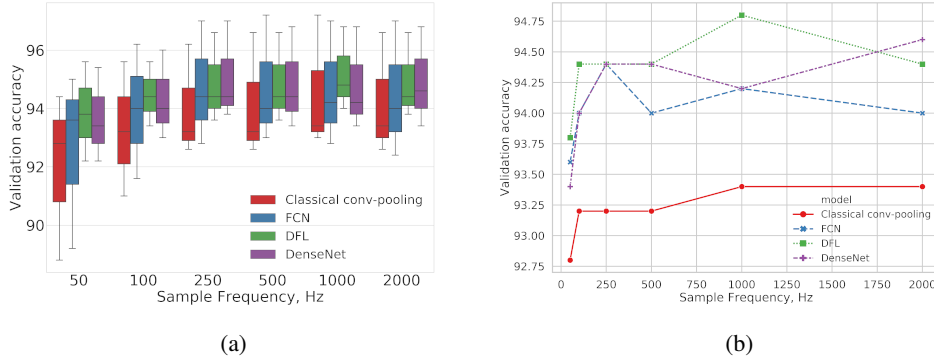 96
94
92
90
Validation accuracy
50
100
250
500
1000
2000
Sample Frequency, Hz
Classical conv-pooling
FCN
DFL
DenseNet
(a)
94.75
94.50
94.25
94.00
93.75
93.50
93.25
93.00
92.75
Validation accuracy
0
250
500
750
1000
1250
1500
1750
2000
Sample Frequency, Hz
model
Classical conv-pooling
FCN
DFL
DenseNet
(b)